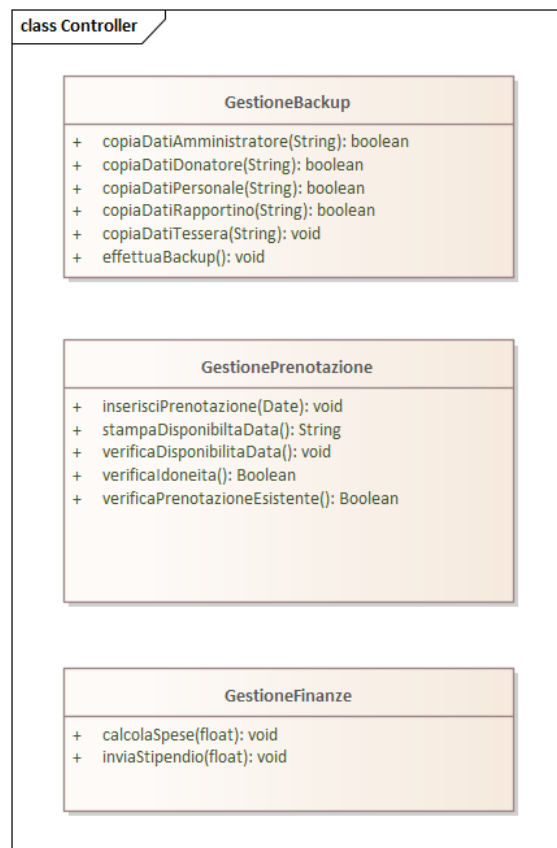 class Controller
GestioneBackup
+ copiaDatiAmministratore(String): boolean
+ copiaDatiDonatore(String): boolean
+ copiaDatiPersonale(String): boolean
+ copiaDatiRapportino(String): boolean
+ copiaDatiTessera(String): void
+ effettuaBackup(): void
GestionePrenotazione
+ inserisciPrenotazione(Date): void
+ stampaDisponibiltaData(): String
+ verificaDisponibilitaData(): void
+ verificaIdoneita(): Boolean
+ verificaPrenotazioneEsistente(): Boolean
GestioneFinanze
+ calcolaSpese(float): void
+ inviaStipendio(float): void